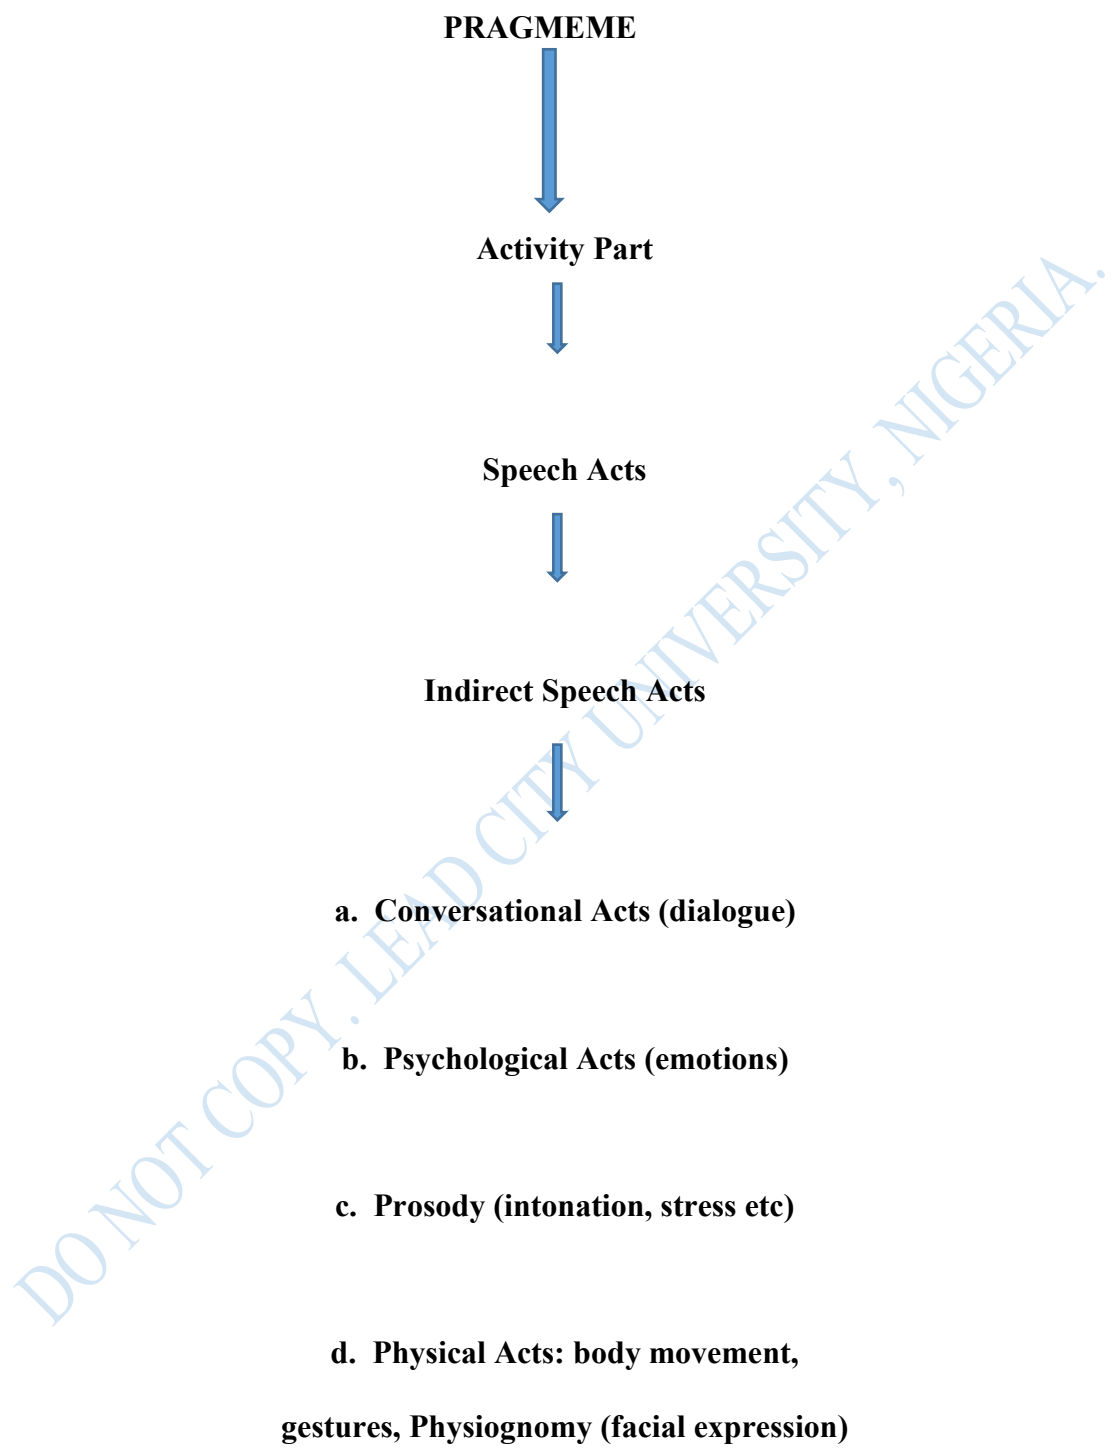 PRAGMEME
Activity Part
Speech Acts
Indirect Speech Acts
a. Conversational Acts (dialogue)
b. Psychological Acts (emotions)
c. Prosody (intonation, stress etc)
d. Physical Acts: body movement,
gestures, Physiognomy (facial expression)
DO NOT COPY. LEAD CITY UNIVERSITY, NIGERIA.